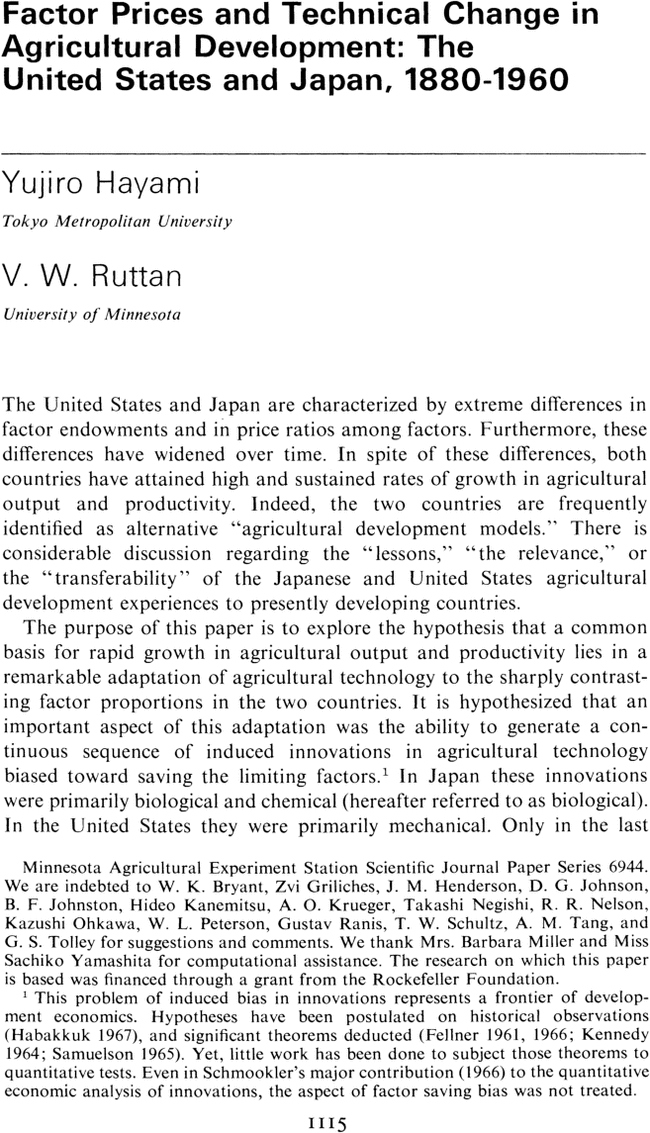 Factor Prices and Technical Change in
Agricultural Development: The
United States and Japan, 1880-1960
Yujiro Hayami
Tokyo Metropolitan University
V. W. Ruttan
University of Minnesota
The United States and Japan are characterized by extreme differences in
factor endowments and in price ratios among factors. Furthermore, these
differences have widened over time. In spite of these differences, both
countries have attained high and sustained rates of growth in agricultural
output and productivity. Indeed, the two countries are frequently
identified as alternative “agricultural development models.” There is
considerable discussion regarding the “lessons,” “the relevance,” or
the “transferability” of the Japanese and United States agricultural
development experiences to presently developing countries.
The purpose of this paper is to explore the hypothesis that a common
basis for rapid growth in agricultural output and productivity lies in a
remarkable adaptation of agricultural technology to the sharply contrast-
ing factor proportions in the two countries. It is hypothesized that an
important aspect of this adaptation was the ability to generate a con-
tinuous sequence of induced innovations in agricultural technology
biased toward saving the limiting factors.¹ In Japan these innovations
were primarily biological and chemical (hereafter referred to as biological).
In the United States they were primarily mechanical. Only in the last
Minnesota Agricultural Experiment Station Scientific Journal Paper Series 6944.
We are indebted to W. K. Bryant, Zvi Griliches, J. M. Henderson, D. G. Johnson,
B. F. Johnston, Hideo Kanemitsu, A. O. Krueger, Takashi Negishi, R. R. Nelson,
Kazushi Ohkawa, W. L. Peterson, Gustav Ranis, T. W. Schultz, A. M. Tang, and
G. S. Tolley for suggestions and comments. We thank Mrs. Barbara Miller and Miss
Sachiko Yamashita for computational assistance. The research on which this paper
is based was financed through a grant from the Rockefeller Foundation.
¹ This problem of induced bias in innovations represents a frontier of develop-
ment economics. Hypotheses have been postulated on historical observations
(Habakkuk 1967), and significant theorems deducted (Fellner 1961, 1966; Kennedy
1964; Samuelson 1965). Yet, little work has been done to subject those theorems to
quantitative tests. Even in Schmookler’s major contribution (1966) to the quantitative
economic analysis of innovations, the aspect of factor saving bias was not treated.
1115